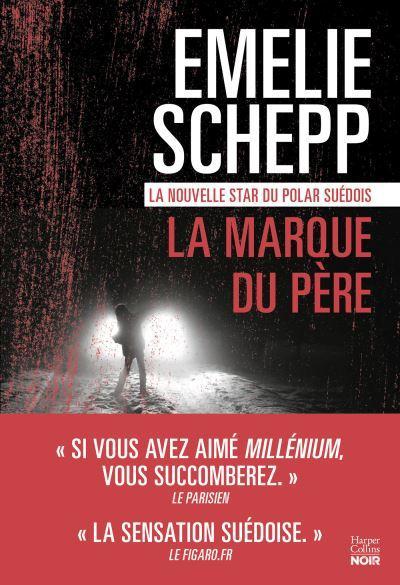 EMELIE
SCHEPP
LA NOUVELLE STAR DU POLAR SUÉDOIS
LA MARQUE
DU PÈRE
« SI VOUS AVEZ AIMÉ MILLÉNIUM,
VOUS SUCCOMBEREZ. »
LE PARISIEN
« LA SENSATION SUÉDOISE. »
LE FIGARO.FR
Harper
Collins
NOIR